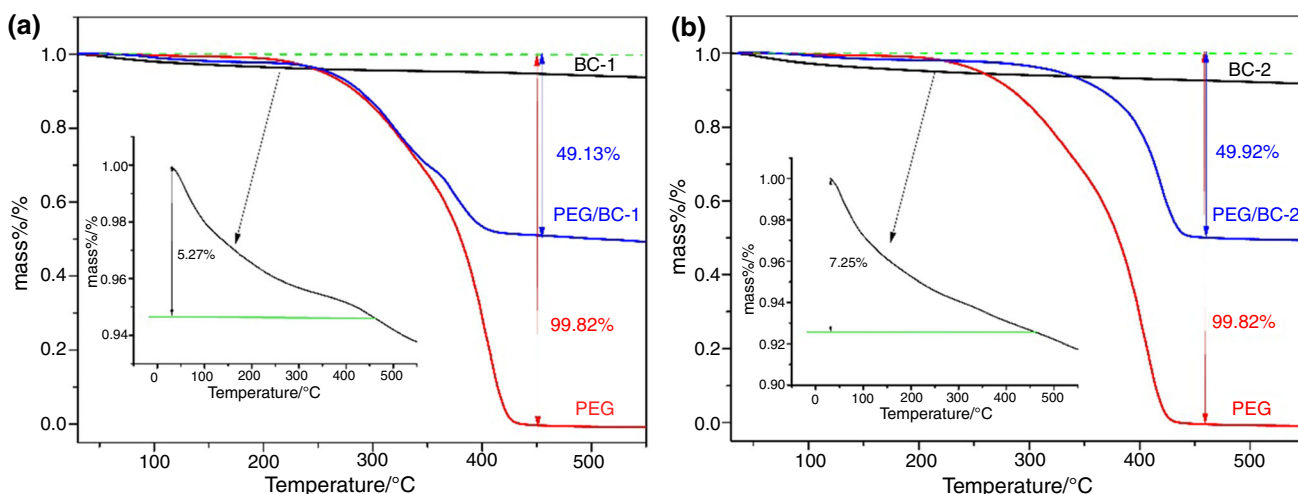 (a)
mass%/%
1.0
0.8
0.6
0.4
0.2
0.0
BC-1
49.13%
PEG/BC-1
99.82%
PEG
mass%/%
1.00
0.98
0.96
0.94
5.27%
0 100 200 300 400 500
Temperature/°C
100 200 300 400 500
Temperature/°C
(b)
mass%/%
1.0
0.8
0.6
0.4
0.2
0.0
BC-2
49.92%
PEG/BC-2
99.82%
PEG
mass%/%
1.00
0.98
0.96
0.94
0.92
0.90
7.25%
0 100 200 300 400 500
Temperature/°C
100 200 300 400 500
Temperature/°C